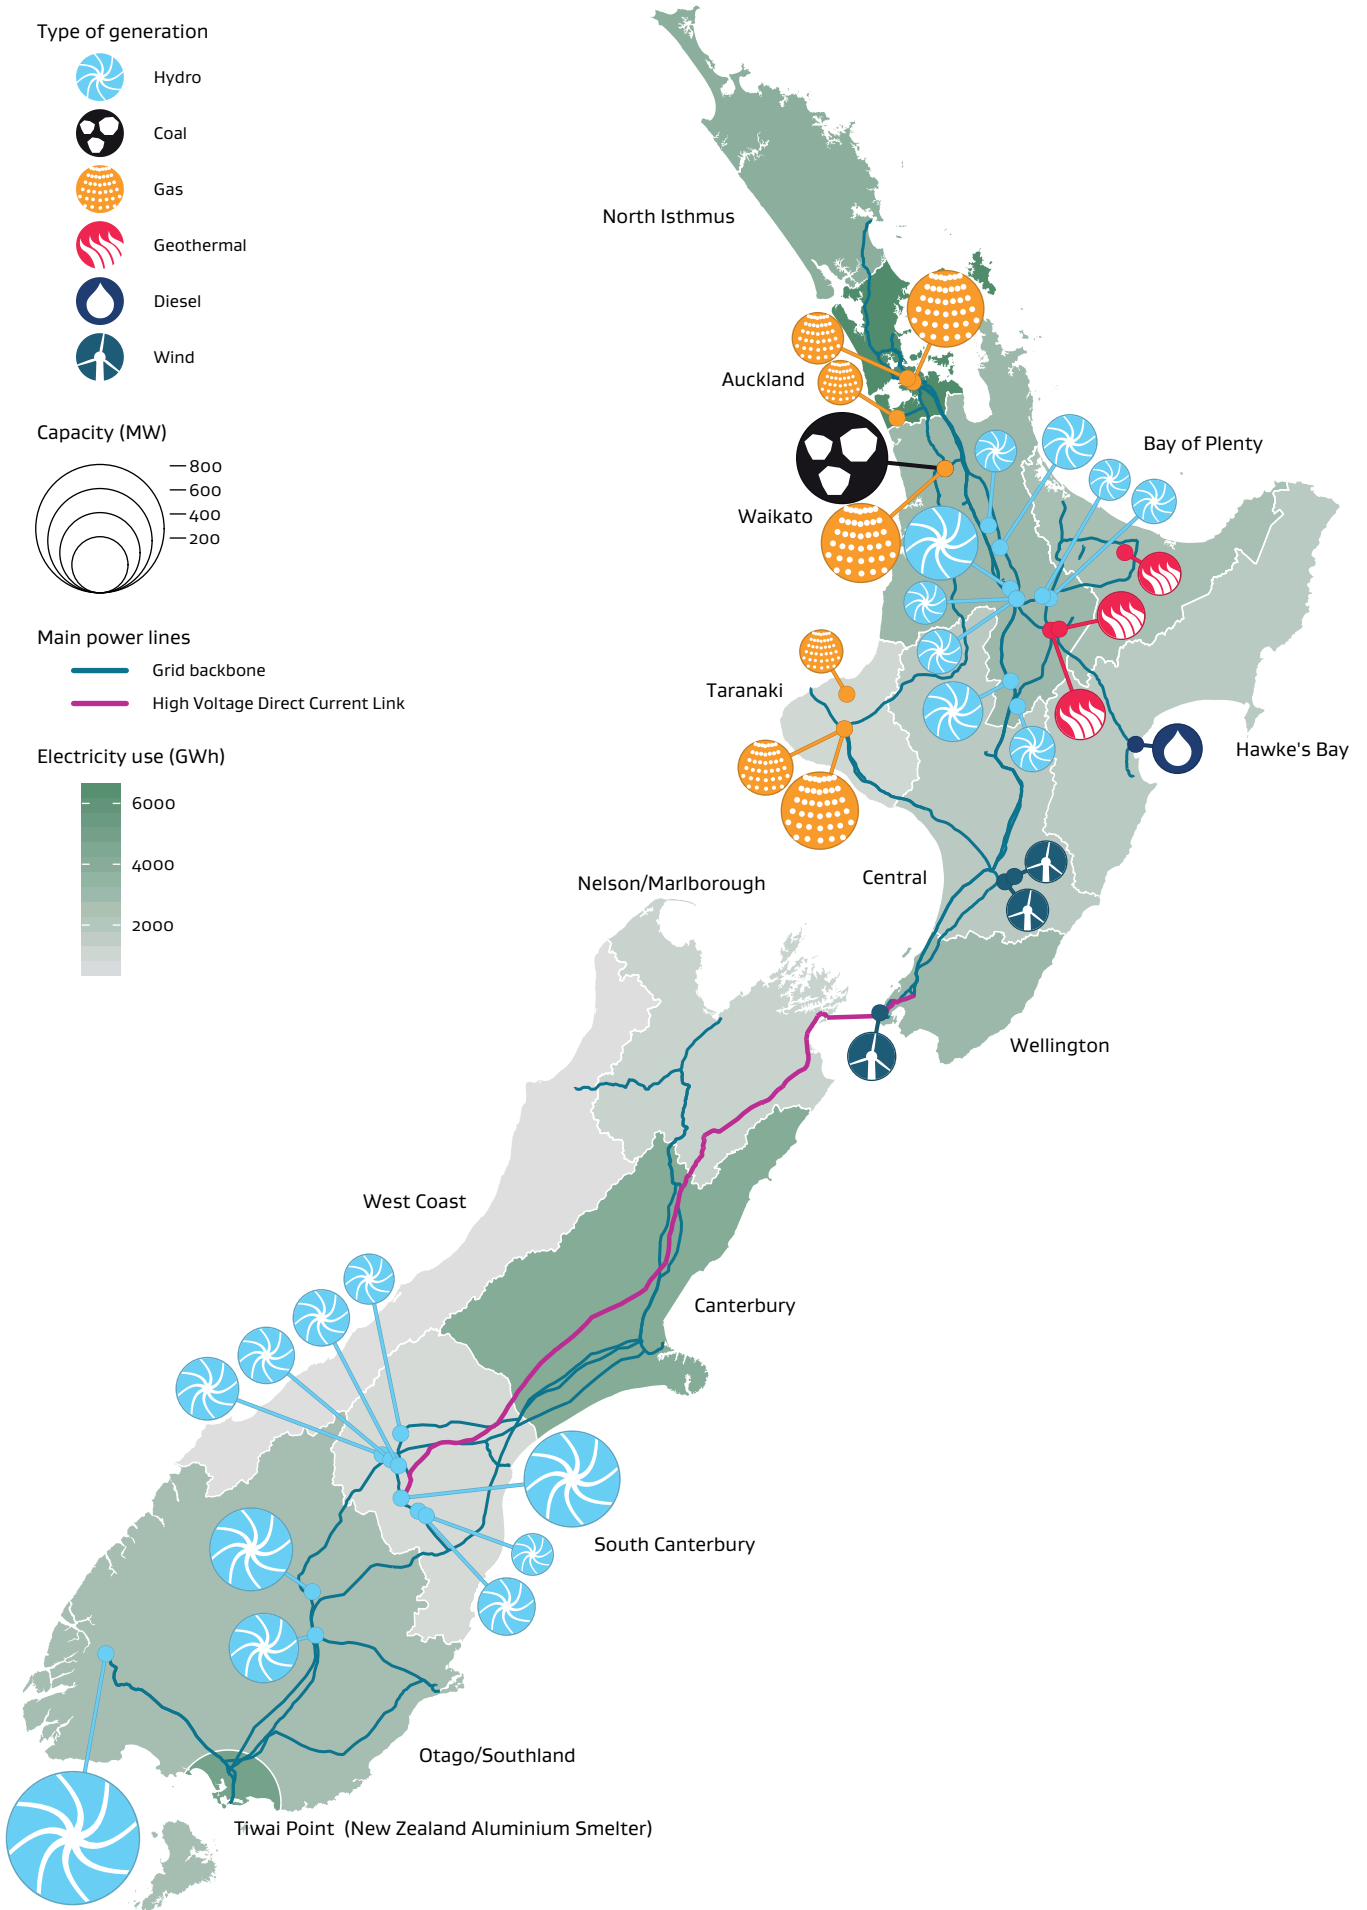 Type of generation
Hydro
Coal
Gas
Geothermal
Diesel
Wind
Capacity (MW)
800
600
400
200
Main power lines
Grid backbone
High Voltage Direct Current Link
Electricity use (GWh)
6000
4000
2000
North Isthmus
Auckland
Bay of Plenty
Waikato
Taranaki
Hawke's Bay
Central
Nelson/Marlborough
Wellington
West Coast
Canterbury
South Canterbury
Otago/Southland
Tiwai Point (New Zealand Aluminium Smelter)